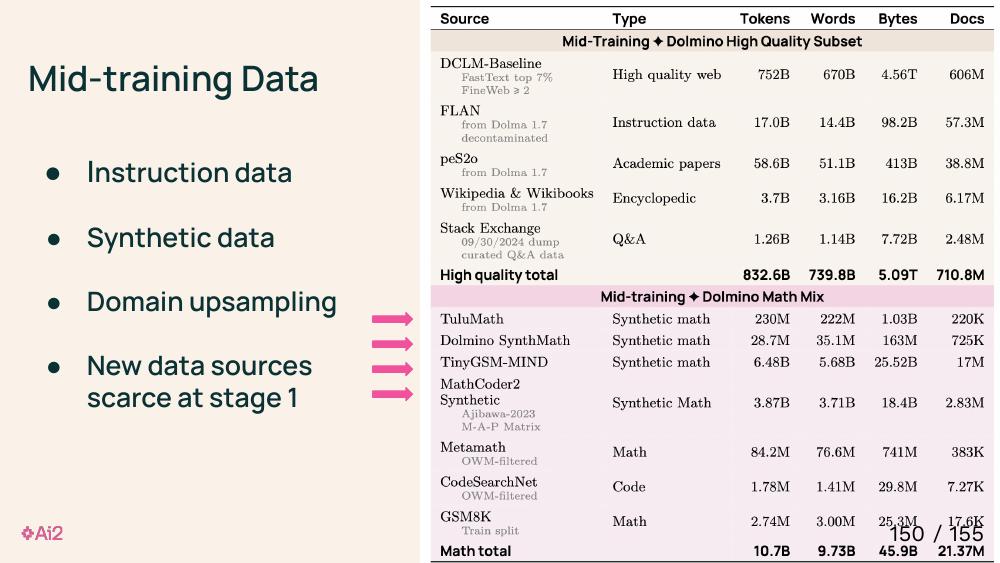 Mid-training Data
● Instruction data
● Synthetic data
● Domain upsampling
● New data sources
scarce at stage 1
Ai2
Source Type Tokens Words Bytes Docs
Mid-Training ✦ Dolmino High Quality Subset
DCLM-Baseline
FastText top 7%
FineWeb ≥ 2
High quality web 752B 670B 4.56T 606M
FLAN
from Dolma 1.7
decontaminated
Instruction data 17.0B 14.4B 98.2B 57.3M
peS2o
from Dolma 1.7
Academic papers 58.6B 51.1B 413B 38.8M
Wikipedia & Wikibooks
from Dolma 1.7
Encyclopedic 3.7B 3.16B 16.2B 6.17M
Stack Exchange
09/30/2024 dump
curated Q&A data
Q&A 1.26B 1.14B 7.72B 2.48M
High quality total 832.6B 739.8B 5.09T 710.8M
Mid-training ✦ Dolmino Math Mix
TuluMath Synthetic math 230M 222M 1.03B 220K
Dolmino SynthMath Synthetic math 28.7M 35.1M 163M 725K
TinyGSM-MIND Synthetic math 6.48B 5.68B 25.52B 17M
MathCoder2
Synthetic
Ajibawa-2023
M-A-P Matrix
Synthetic Math 3.87B 3.71B 18.4B 2.83M
Metamath
OWM-filtered
Math 84.2M 76.6M 741M 383K
CodeSearchNet
OWM-filtered
Code 1.78M 1.41M 29.8M 7.27K
GSM8K
Train split
Math 2.74M 3.00M 25.3M 17.6K
150 / 155
Math total 10.7B 9.73B 45.9B 21.37M